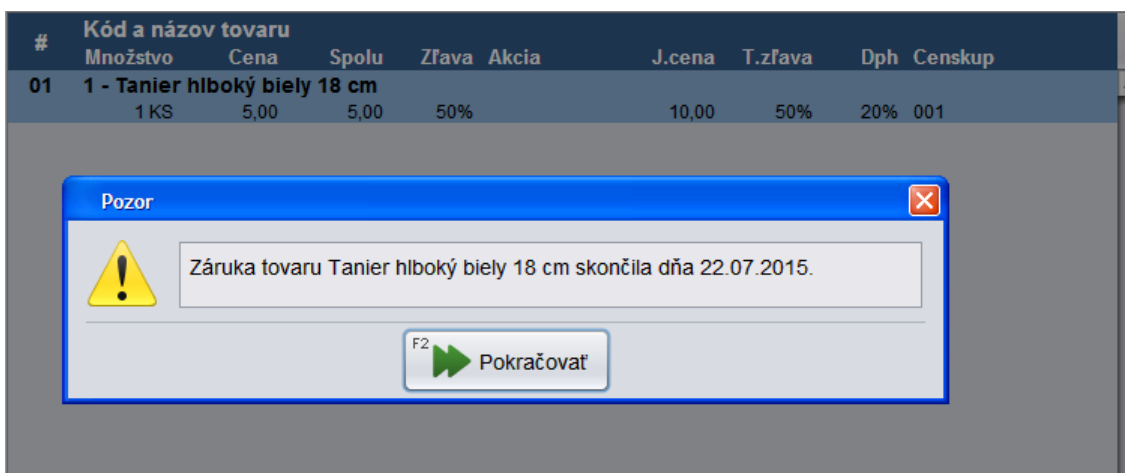 # Kód a názov tovaru
Množstvo Cena Spolu Zľava Akcia J.cena T.zľava Dph Censkup
01 1 - Tanier hlboký biely 18 cm
1 KS 5,00 5,00 50% 10,00 50% 20% 001
Pozor
Záruka tovaru Tanier hlboký biely 18 cm skončila dňa 22.07.2015.
F2 Pokračovať